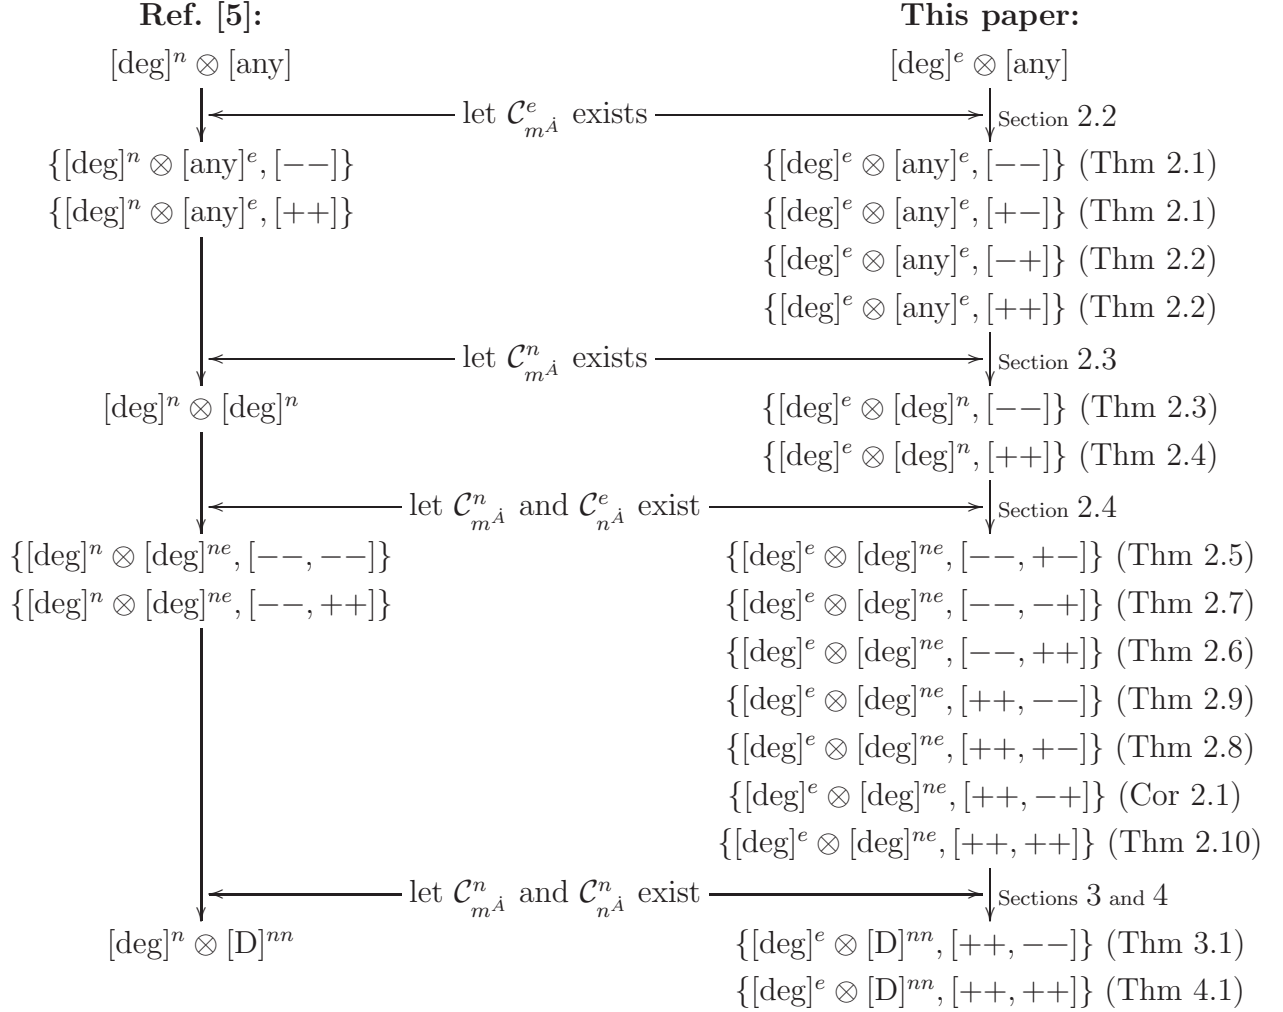 Ref. [5]: This paper:
[deg]^n ⊗ [any] [deg]^e ⊗ [any]
let 𝒞^e_{mȦ} exists Section 2.2
{[deg]^n ⊗ [any]^e, [−−]} {[deg]^e ⊗ [any]^e, [−−]} (Thm 2.1)
{[deg]^n ⊗ [any]^e, [++]} {[deg]^e ⊗ [any]^e, [+−]} (Thm 2.1)
{[deg]^e ⊗ [any]^e, [−+]} (Thm 2.2)
{[deg]^e ⊗ [any]^e, [++]} (Thm 2.2)
let 𝒞^n_{mȦ} exists Section 2.3
[deg]^n ⊗ [deg]^n {[deg]^e ⊗ [deg]^n, [−−]} (Thm 2.3)
{[deg]^e ⊗ [deg]^n, [++]} (Thm 2.4)
let 𝒞^n_{mȦ} and 𝒞^e_{nȦ} exist Section 2.4
{[deg]^n ⊗ [deg]^{ne}, [−−, −−]} {[deg]^e ⊗ [deg]^{ne}, [−−, +−]} (Thm 2.5)
{[deg]^n ⊗ [deg]^{ne}, [−−, ++]} {[deg]^e ⊗ [deg]^{ne}, [−−, −+]} (Thm 2.7)
{[deg]^e ⊗ [deg]^{ne}, [−−, ++]} (Thm 2.6)
{[deg]^e ⊗ [deg]^{ne}, [++, −−]} (Thm 2.9)
{[deg]^e ⊗ [deg]^{ne}, [++, +−]} (Thm 2.8)
{[deg]^e ⊗ [deg]^{ne}, [++, −+]} (Cor 2.1)
{[deg]^e ⊗ [deg]^{ne}, [++, ++]} (Thm 2.10)
let 𝒞^n_{mȦ} and 𝒞^n_{nȦ} exist Sections 3 and 4
[deg]^n ⊗ [D]^{nn} {[deg]^e ⊗ [D]^{nn}, [++, −−]} (Thm 3.1)
{[deg]^e ⊗ [D]^{nn}, [++, ++]} (Thm 4.1)